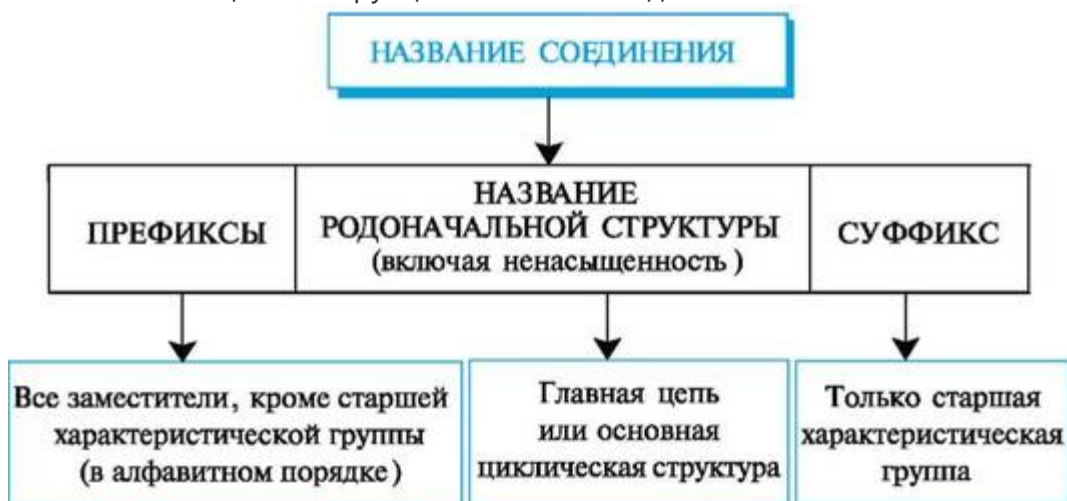 НАЗВАНИЕ СОЕДИНЕНИЯ
ПРЕФИКСЫ
НАЗВАНИЕ
РОДОНАЧАЛЬНОЙ СТРУКТУРЫ
(включая ненасыщенность)
СУФФИКС
Все заместители, кроме старшей
характеристической группы
(в алфавитном порядке)
Главная цепь
или основная
циклическая структура
Только старшая
характеристическая
группа